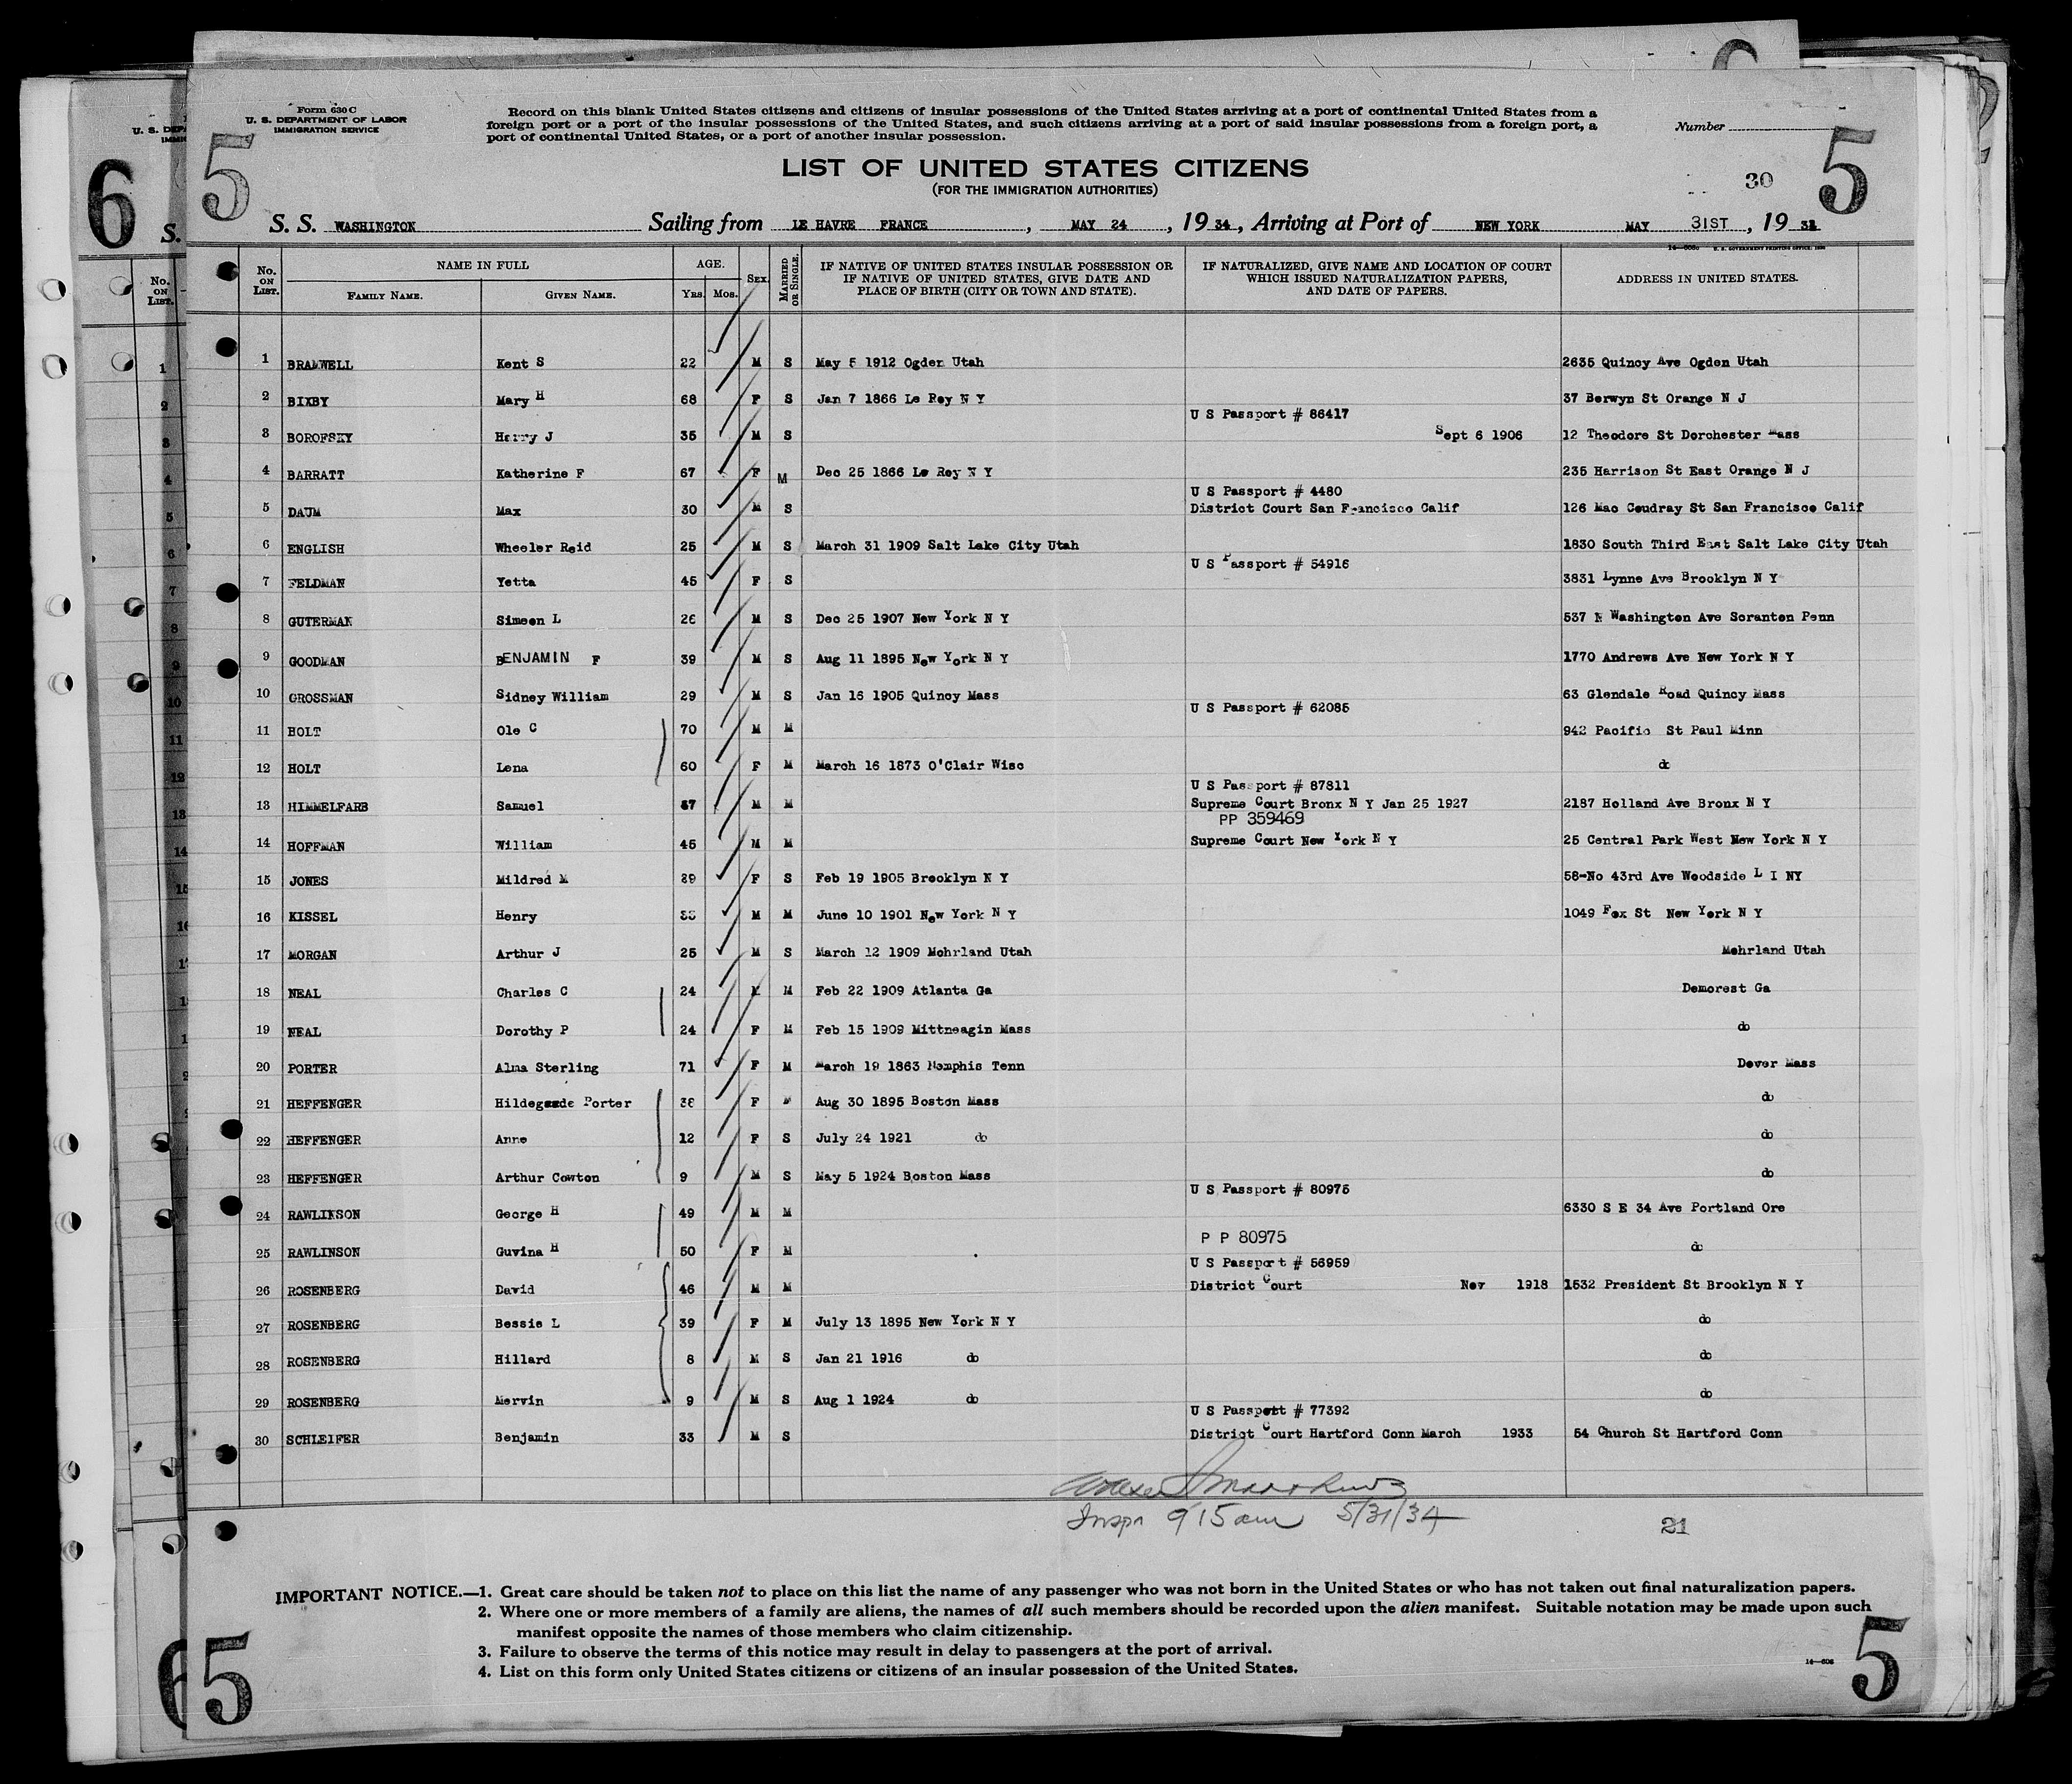 Form 630 C
U. S. DEPARTMENT OF LABOR
IMMIGRATION SERVICE
Record on this blank United States citizens and citizens of insular possessions of the United States arriving at a port of continental United States from a
foreign port or a port of the insular possessions of the United States, and such citizens arriving at a port of said insular possessions from a foreign port, a
port of continental United States, or a port of another insular possession.
Number
5 5
6
LIST OF UNITED STATES CITIZENS
(FOR THE IMMIGRATION AUTHORITIES)
30
S. S. WASHINGTON Sailing from LE HAVRE FRANCE, MAY 24, 1934, Arriving at Port of NEW YORK MAY 31ST, 1934
No. ON LIST. NAME IN FULL AGE. SEX. MARRIED OR SINGLE. IF NATIVE OF UNITED STATES INSULAR POSSESSION OR IF NATIVE OF UNITED STATES, GIVE DATE AND PLACE OF BIRTH (CITY OR TOWN AND STATE). IF NATURALIZED, GIVE NAME AND LOCATION OF COURT WHICH ISSUED NATURALIZATION PAPERS, AND DATE OF PAPERS. ADDRESS IN UNITED STATES.
FAMILY NAME. GIVEN NAME. YRS. MOS.
1 BRAMWELL Kent S 22 M S May 5 1912 Ogden Utah 2635 Quincy Ave Ogden Utah
2 BIXBY Mary H 68 F S Jan 7 1866 Le Roy N Y 37 Berwyn St Orange N J
U S Passport # 86417
3 BOROFSKY Harry J 35 M S Sept 6 1906 12 Theodore St Dorchester Mass
4 BARRATT Katherine F 67 F M Dec 25 1866 Le Roy N Y 235 Harrison St East Orange N J
U S Passport # 4480
5 DAUM Max 30 M S District Court San Francisco Calif 126 Mac Coudray St San Francisco Calif
6 ENGLISH Wheeler Reid 25 M S March 31 1909 Salt Lake City Utah 1830 South Third East Salt Lake City Utah
U S Passport # 54916
7 FELDMAN Yetta 45 F S 3831 Lynne Ave Brooklyn N Y
8 GUTERMAN Simeon L 26 M S Dec 25 1907 New York N Y 537 N Washington Ave Scranton Penn
9 GOODMAN BENJAMIN F 39 M S Aug 11 1895 New York N Y 1770 Andrews Ave New York N Y
10 GROSSMAN Sidney William 29 M S Jan 16 1905 Quincy Mass 63 Glendale Road Quincy Mass
U S Passport # 62085
11 HOLT Ole C 70 M M 942 Pacific St Paul Minn
12 HOLT Lena 60 F M March 16 1873 O'Clair Wisc do
U S Passport # 87811
13 HIMMELFARB Samuel 37 M M Supreme Court Bronx N Y Jan 25 1927 2187 Holland Ave Bronx N Y
PP 359469
14 HOFFMAN William 45 M M Supreme Court New York N Y 25 Central Park West New York N Y
15 JONES Mildred M 29 F S Feb 19 1905 Brooklyn N Y 58-No 43rd Ave Woodside L I NY
16 KISSEL Henry M M June 10 1901 New York N Y 1049 Fox St New York N Y
17 MORGAN Arthur J 25 M S March 12 1909 Mohrland Utah Mohrland Utah
18 NEAL Charles C 24 M M Feb 22 1909 Atlanta Ga Demorest Ga
19 NEAL Dorothy P 24 F M Feb 15 1909 Mittneagin Mass do
20 PORTER Alma Sterling 71 F M March 19 1863 Memphis Tenn Dover Mass
21 HEFFENGER Hildegarde Porter 38 F M Aug 30 1895 Boston Mass do
22 HEFFENGER Anne 12 F S July 24 1921 do do
23 HEFFENGER Arthur Cowton 9 M S May 5 1924 Boston Mass do
U S Passport # 80975
24 RAWLINSON George H 49 M M 6330 S E 34 Ave Portland Ore
P P 80975
25 RAWLINSON Guvina H 50 F M do
U S Passport # 56959
26 ROSENBERG David 46 M M District Court Nov 1918 1532 President St Brooklyn N Y
27 ROSENBERG Bessie L 39 F M July 13 1895 New York N Y do
28 ROSENBERG Hillard 8 M S Jan 21 1916 do do
29 ROSENBERG Mervin 9 M S Aug 1 1924 do do
U S Passport # 77392
30 SCHLEIFER Benjamin 33 M S District Court Hartford Conn March 1933 54 Church St Hartford Conn
Inspr 9 15 am 5/31/34
21
IMPORTANT NOTICE.—1. Great care should be taken not to place on this list the name of any passenger who was not born in the United States or who has not taken out final naturalization papers.
2. Where one or more members of a family are aliens, the names of all such members should be recorded upon the alien manifest. Suitable notation may be made upon such
manifest opposite the names of those members who claim citizenship.
3. Failure to observe the terms of this notice may result in delay to passengers at the port of arrival.
4. List on this form only United States citizens or citizens of an insular possession of the United States.
5 5